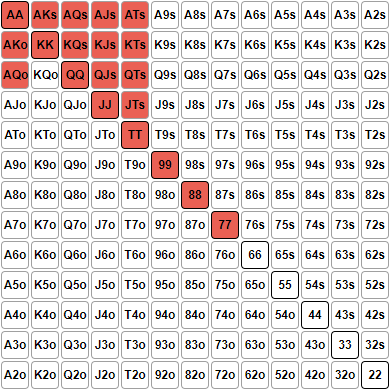 AA AKs AQs AJs ATs A9s A8s A7s A6s A5s A4s A3s A2s
AKo KK KQs KJs KTs K9s K8s K7s K6s K5s K4s K3s K2s
AQo KQo QQ QJs QTs Q9s Q8s Q7s Q6s Q5s Q4s Q3s Q2s
AJo KJo QJo JJ JTs J9s J8s J7s J6s J5s J4s J3s J2s
ATo KTo QTo JTo TT T9s T8s T7s T6s T5s T4s T3s T2s
A9o K9o Q9o J9o T9o 99 98s 97s 96s 95s 94s 93s 92s
A8o K8o Q8o J8o T8o 98o 88 87s 86s 85s 84s 83s 82s
A7o K7o Q7o J7o T7o 97o 87o 77 76s 75s 74s 73s 72s
A6o K6o Q6o J6o T6o 96o 86o 76o 66 65s 64s 63s 62s
A5o K5o Q5o J5o T5o 95o 85o 75o 65o 55 54s 53s 52s
A4o K4o Q4o J4o T4o 94o 84o 74o 64o 54o 44 43s 42s
A3o K3o Q3o J3o T3o 93o 83o 73o 63o 53o 43o 33 32s
A2o K2o Q2o J2o T2o 92o 82o 72o 62o 52o 42o 32o 22